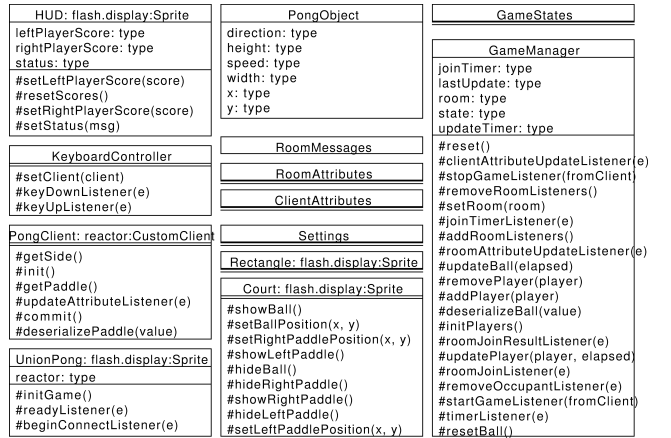 HUD: flash.display:Sprite
leftPlayerScore: type
rightPlayerScore: type
status: type
#setLeftPlayerScore(score)
#resetScores()
#setRightPlayerScore(score)
#setStatus(msg)
KeyboardController
#setClient(client)
#keyDownListener(e)
#keyUpListener(e)
PongClient: reactor:CustomClient
#getSide()
#init()
#getPaddle()
#updateAttributeListener(e)
#commit()
#deserializePaddle(value)
UnionPong: flash.display:Sprite
reactor: type
#initGame()
#readyListener(e)
#beginConnectListener(e)
PongObject
direction: type
height: type
speed: type
width: type
x: type
y: type
RoomMessages
RoomAttributes
ClientAttributes
Settings
Rectangle: flash.display:Sprite
Court: flash.display:Sprite
#showBall()
#setBallPosition(x, y)
#setRightPaddlePosition(x, y)
#showLeftPaddle()
#hideBall()
#hideRightPaddle()
#showRightPaddle()
#hideLeftPaddle()
#setLeftPaddlePosition(x, y)
GameStates
GameManager
joinTimer: type
lastUpdate: type
room: type
state: type
updateTimer: type
#reset()
#clientAttributeUpdateListener(e)
#stopGameListener(fromClient)
#removeRoomListeners()
#setRoom(room)
#joinTimerListener(e)
#addRoomListeners()
#roomAttributeUpdateListener(e)
#updateBall(elapsed)
#removePlayer(player)
#addPlayer(player)
#deserializeBall(value)
#initPlayers()
#roomJoinResultListener(e)
#updatePlayer(player, elapsed)
#roomJoinListener(e)
#removeOccupantListener(e)
#startGameListener(fromClient)
#timerListener(e)
#resetBall()